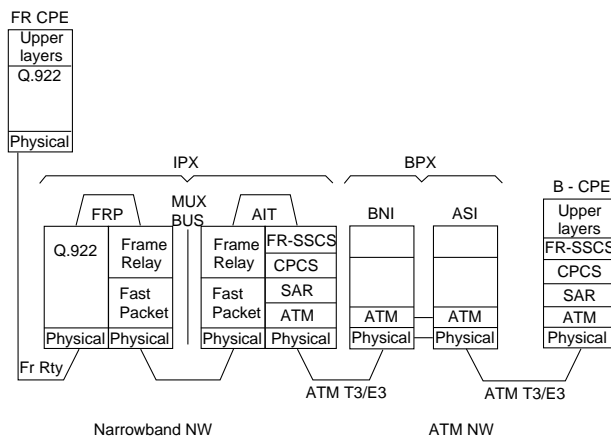 FR CPE
Upper
layers
Q.922
Physical
IPX
BPX
B - CPE
FRP
MUX
BUS
AIT
BNI
ASI
Upper
layers
Q.922
Frame
Relay
Frame
Relay
FR-SSCS
FR-SSCS
CPCS
CPCS
Fast
Packet
Fast
Packet
SAR
SAR
ATM
ATM
ATM
ATM
Physical
Physical
Physical
Physical
Physical
Physical
Physical
Fr Rty
ATM T3/E3
ATM T3/E3
Narrowband NW
ATM NW